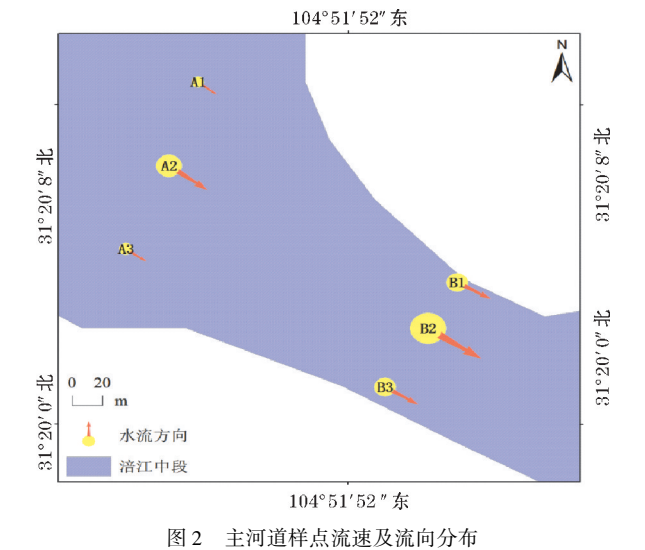 104°51′52″东
N
A1
A2
31°20′8″北
31°20′8″北
A3
B1
B2
B3
31°20′0″北
31°20′0″北
0 20
m
水流方向
涪江中段
104°51′52″东
图2 主河道样点流速及流向分布